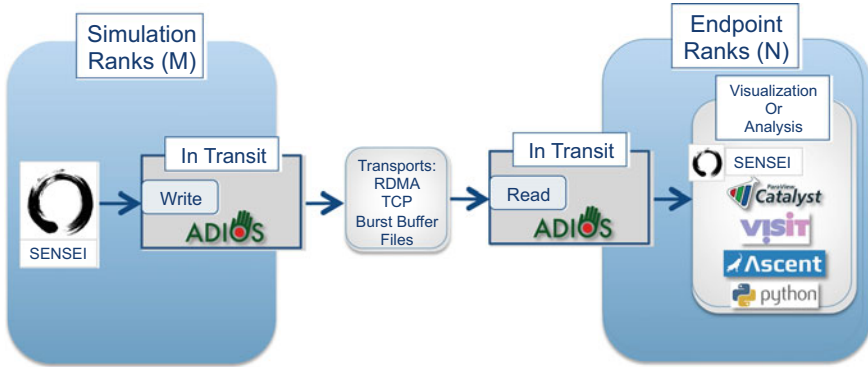 Simulation
Ranks (M)
SENSEI
In Transit
Write
ADIOS
Transports:
RDMA
TCP
Burst Buffer
Files
In Transit
Read
ADIOS
Endpoint
Ranks (N)
Visualization
Or
Analysis
SENSEI
ParaView
Catalyst
VISIT
Ascent
python